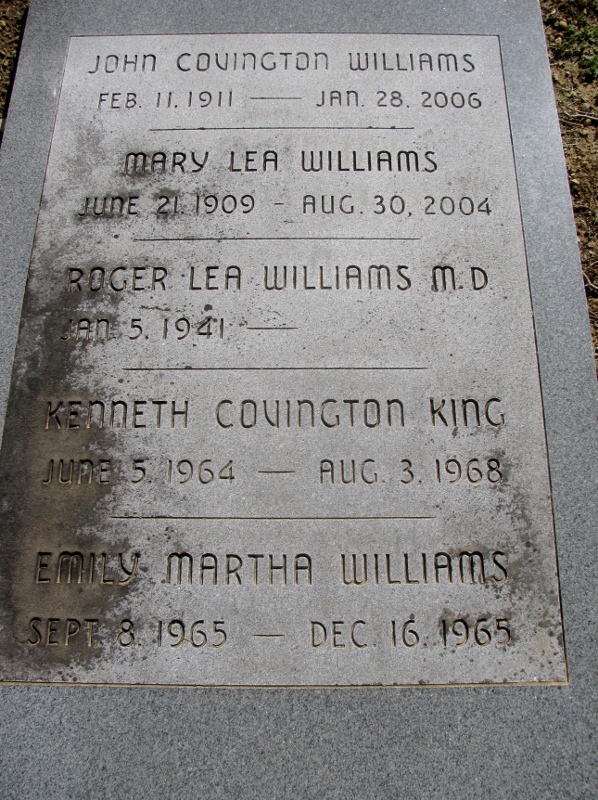 JOHN COVINGTON WILLIAMS
FEB. 11. 1911 — JAN. 28. 2006
MARY LEA WILLIAMS
JUNE 21. 1909 - AUG. 30, 2004
ROGER LEA WILLIAMS M.D.
JAN. 5. 1941 —
KENNETH COVINGTON KING
JUNE 5. 1964 — AUG. 3. 1968
EMILY MARTHA WILLIAMS
SEPT. 8. 1965 — DEC. 16. 1965